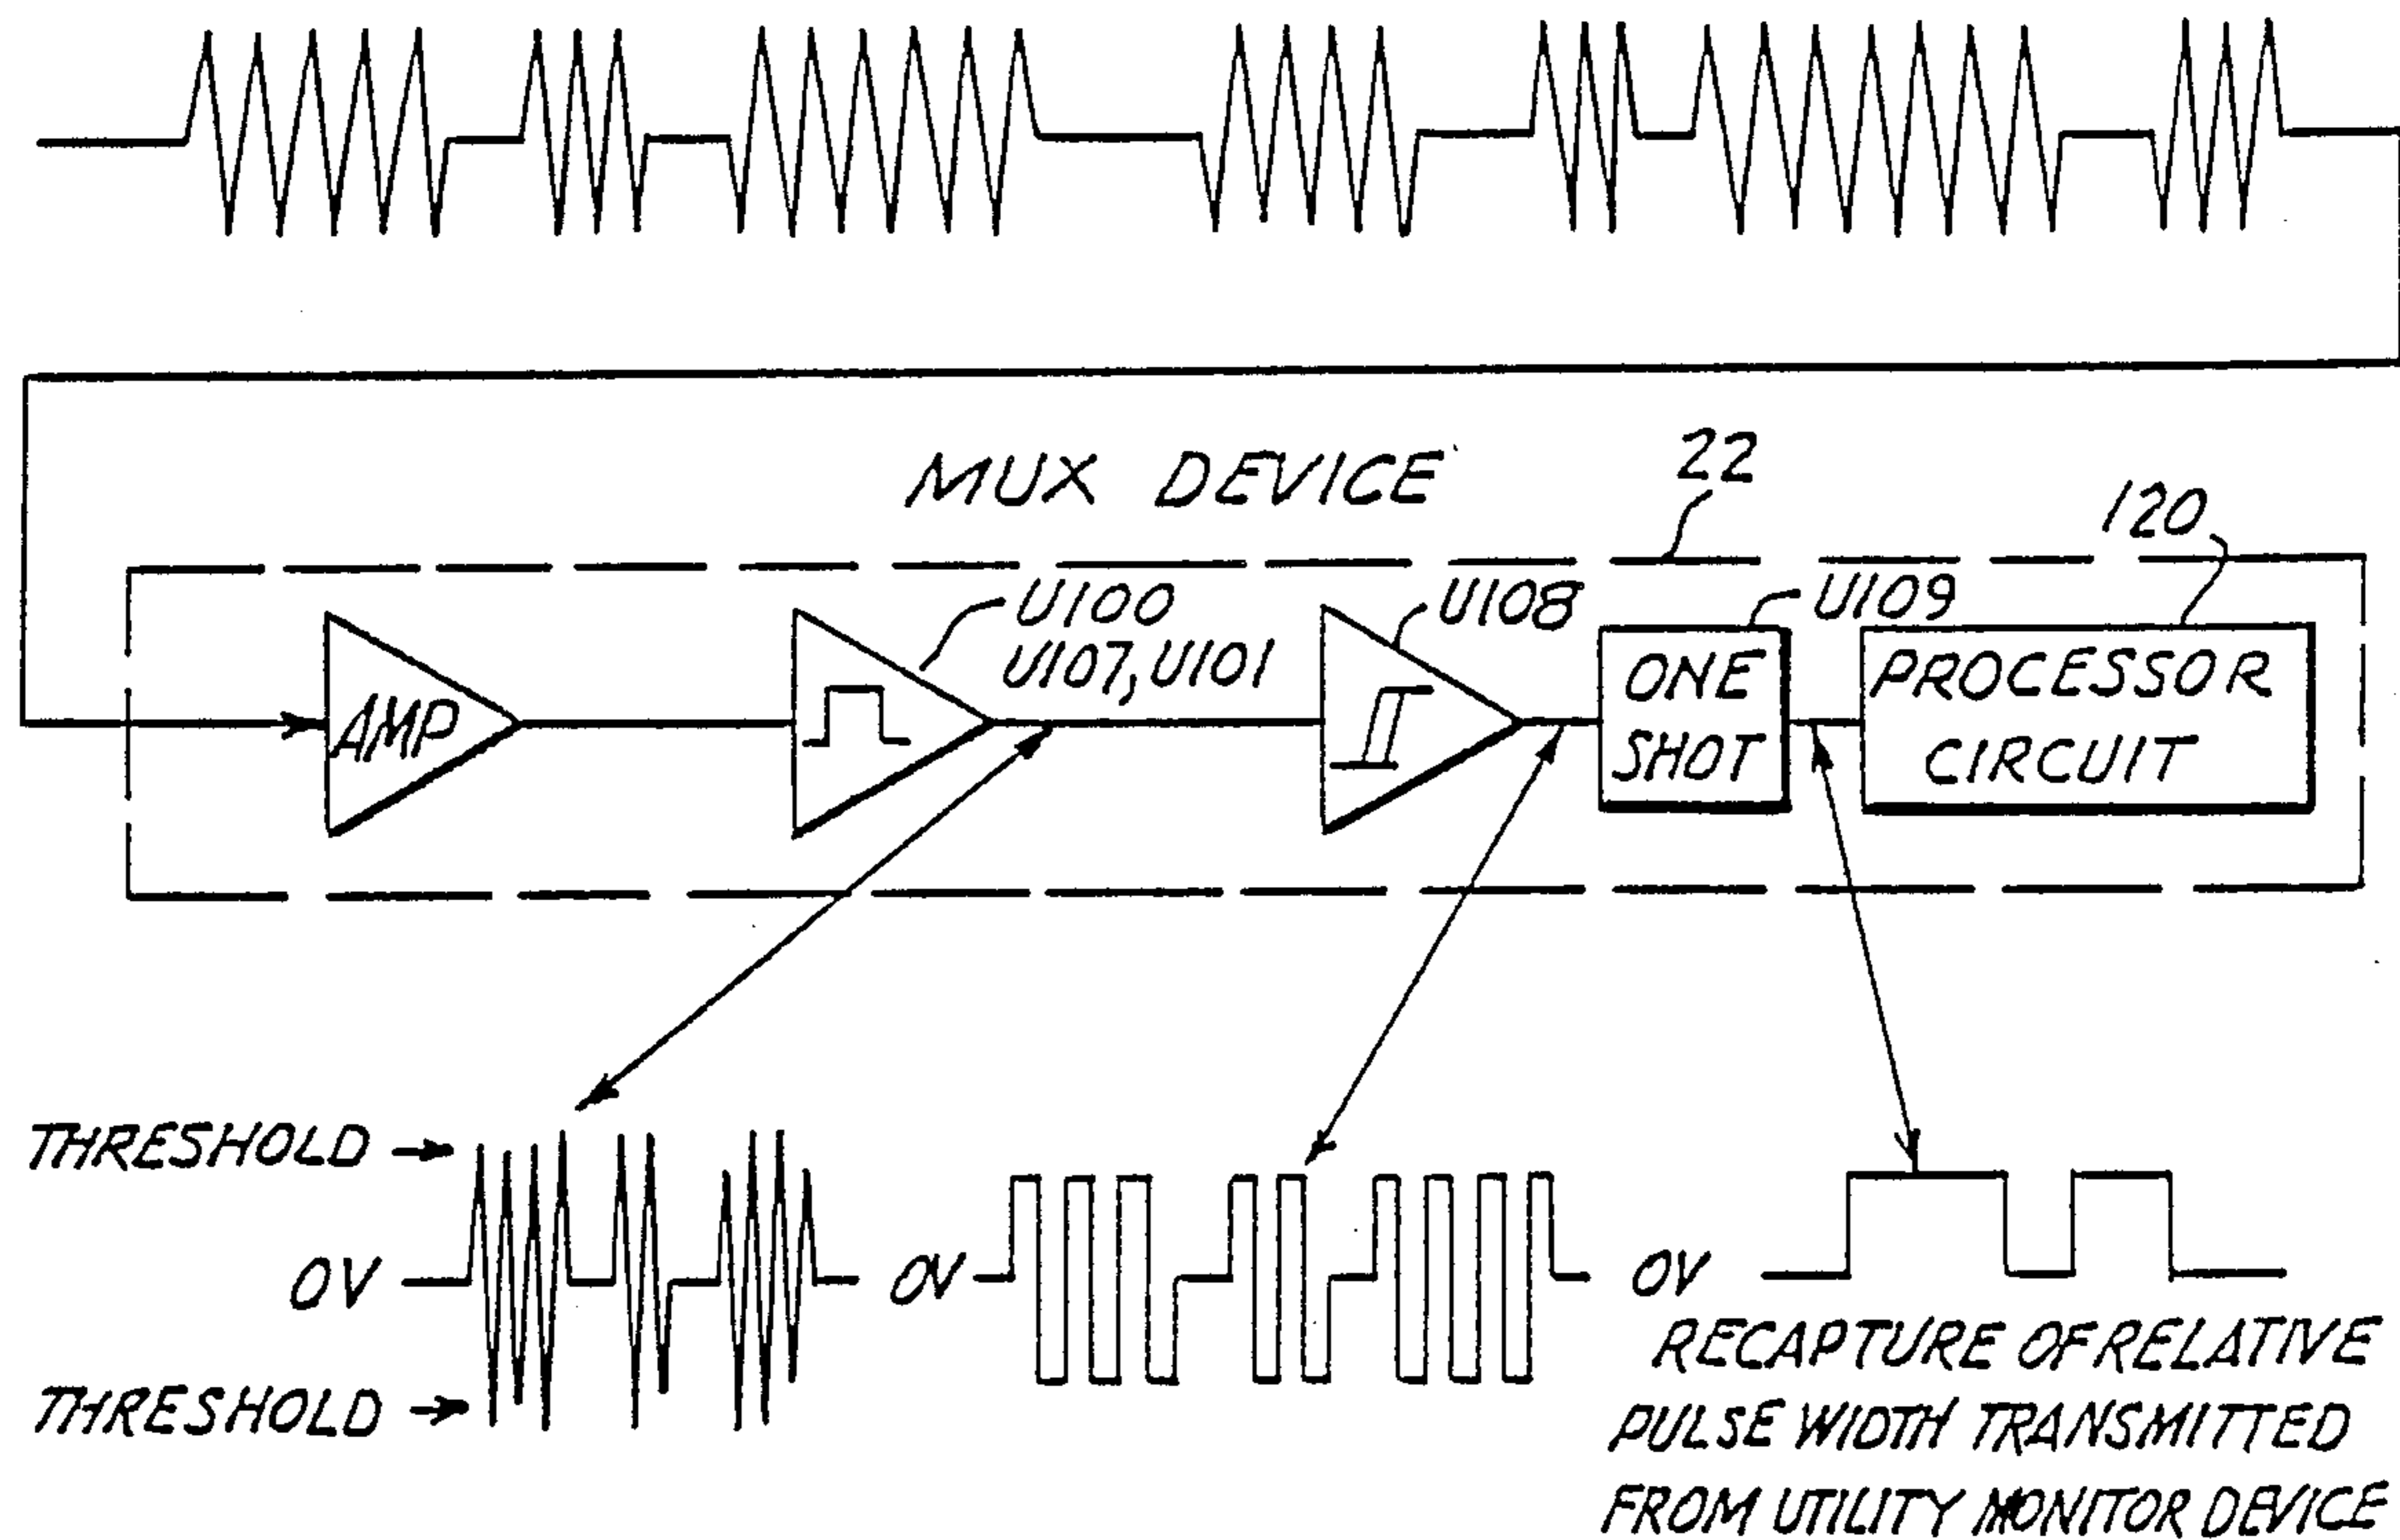 MUX DEVICE
22
120
U100
U107, U101
U108
U109
AMP
ONE
SHOT
PROCESSOR
CIRCUIT
THRESHOLD
0V
THRESHOLD
0V
0V
RECAPTURE OF RELATIVE
PULSE WIDTH TRANSMITTED
FROM UTILITY MONITOR DEVICE